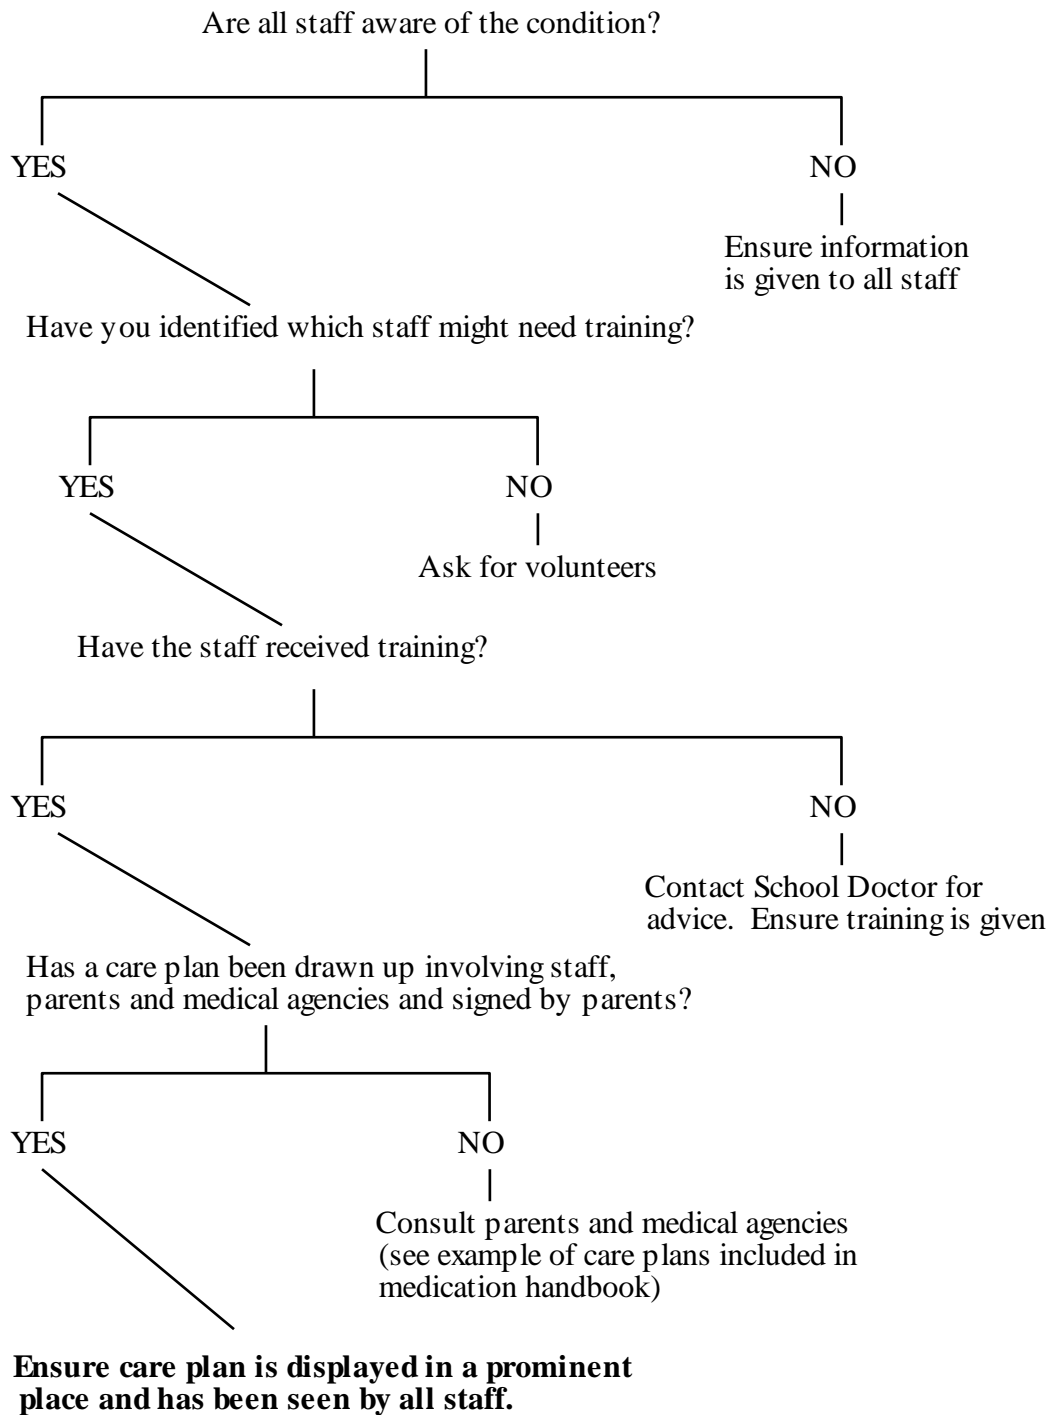 Are all staff aware of the condition?
YES
NO
Ensure information
is given to all staff
Have you identified which staff might need training?
YES
NO
Ask for volunteers
Have the staff received training?
YES
NO
Contact School Doctor for
advice. Ensure training is given
Has a care plan been drawn up involving staff,
parents and medical agencies and signed by parents?
YES
NO
Consult parents and medical agencies
(see example of care plans included in
medication handbook)
Ensure care plan is displayed in a prominent
place and has been seen by all staff.